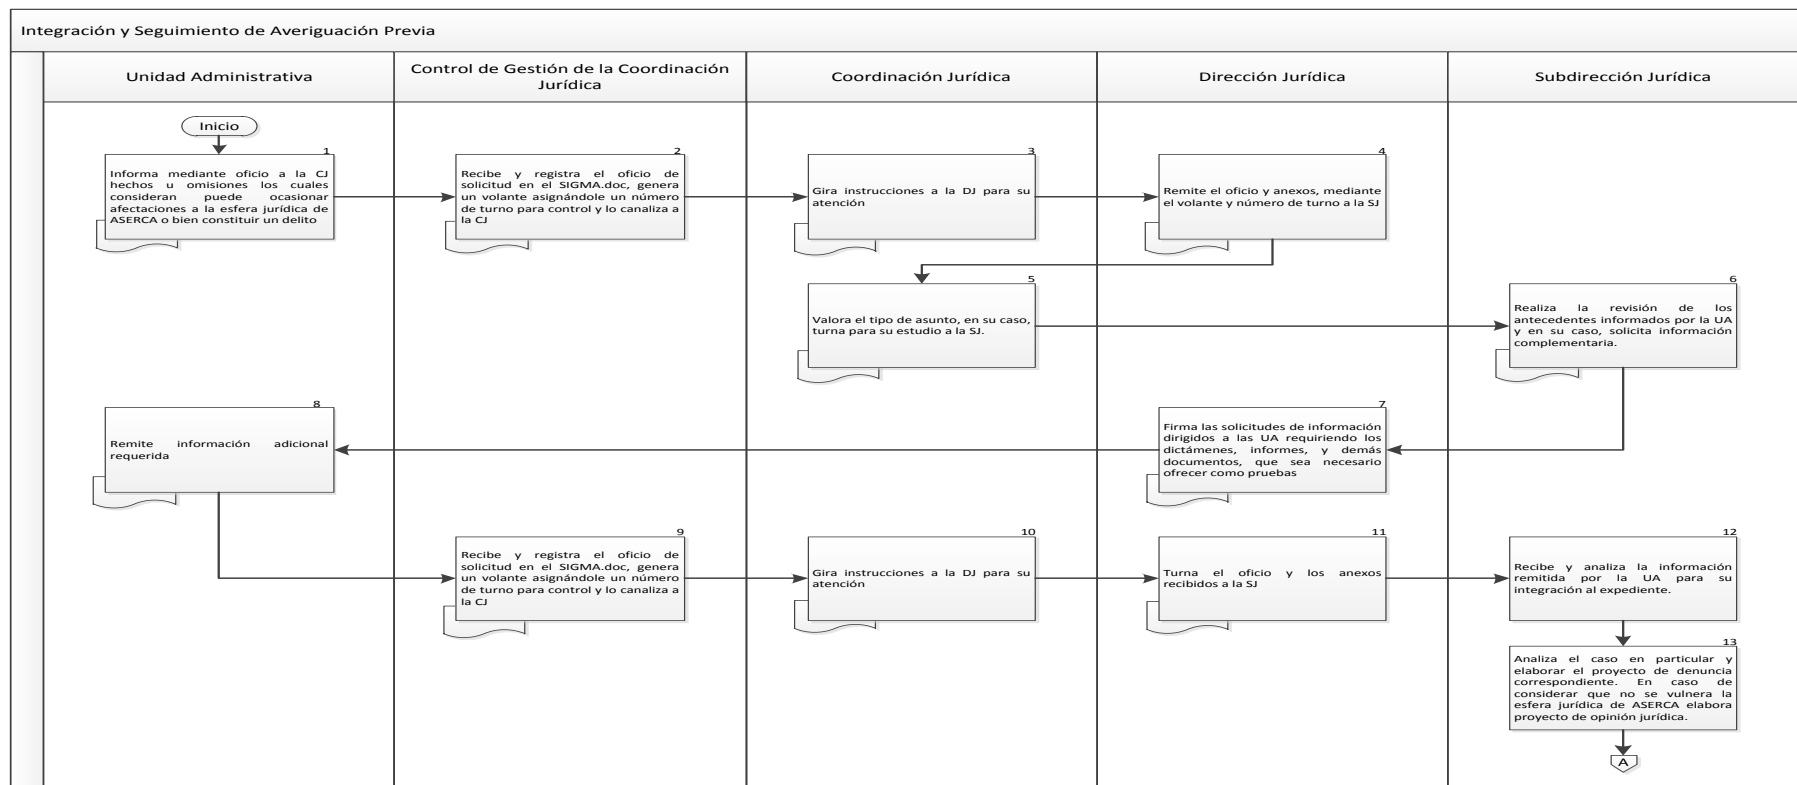 Integración y Seguimiento de Averiguación Previa
Unidad Administrativa
Control de Gestión de la Coordinación
Jurídica
Coordinación Jurídica
Dirección Jurídica
Subdirección Jurídica
Inicio
1
Informa mediante oficio a la CJ
hechos u omisiones los cuales
consideran puede ocasionar
afectaciones a la esfera jurídica de
ASERCA o bien constituir un delito
2
Recibe y registra el oficio de
solicitud en el SIGMA.doc, genera
un volante asignándole un número
de turno para control y lo canaliza a
la CJ
3
Gira instrucciones a la DJ para su
atención
4
Remite el oficio y anexos, mediante
el volante y número de turno a la SJ
5
Valora el tipo de asunto, en su caso,
turna para su estudio a la SJ.
6
Realiza la revisión de los
antecedentes informados por la UA
y en su caso, solicita información
complementaria.
7
Firma las solicitudes de información
dirigidos a las UA requiriendo los
dictámenes, informes, y demás
documentos, que sea necesario
ofrecer como pruebas
8
Remite información adicional
requerida
9
Recibe y registra el oficio de
solicitud en el SIGMA.doc, genera
un volante asignándole un número
de turno para control y lo canaliza a
la CJ
10
Gira instrucciones a la DJ para su
atención
11
Turna el oficio y los anexos
recibidos a la SJ
12
Recibe y analiza la información
remitida por la UA para su
integración al expediente.
13
Analiza el caso en particular y
elaborar el proyecto de denuncia
correspondiente. En caso de
considerar que no se vulnera la
esfera jurídica de ASERCA elabora
proyecto de opinión jurídica.
A